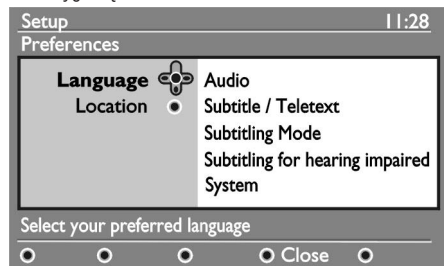 Setup 11:28
Preferences
Language Audio
Location Subtitle / Teletext
Subtitling Mode
Subtitling for hearing impaired
System
Select your preferred language
Close